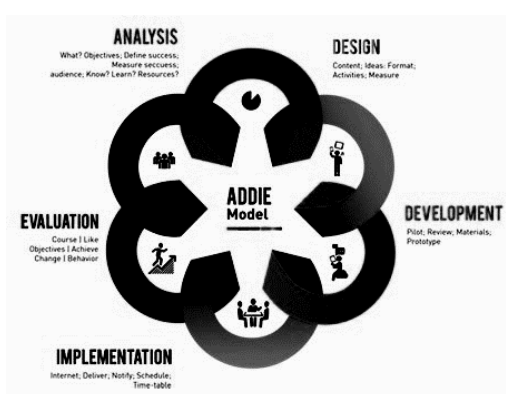 ANALYSIS
What? Objectives; Define success;
Measure seccuess;
audience; Know? Learn? Resources?
DESIGN
Content; Ideas: Format;
Activities; Measure
ADDIE
Model
EVALUATION
Course | Like
Objectives | Achieve
Change | Behavior
DEVELOPMENT
Pilot; Review; Materials;
Prototype
IMPLEMENTATION
Internet; Deliver; Notify; Schedule;
Time-table